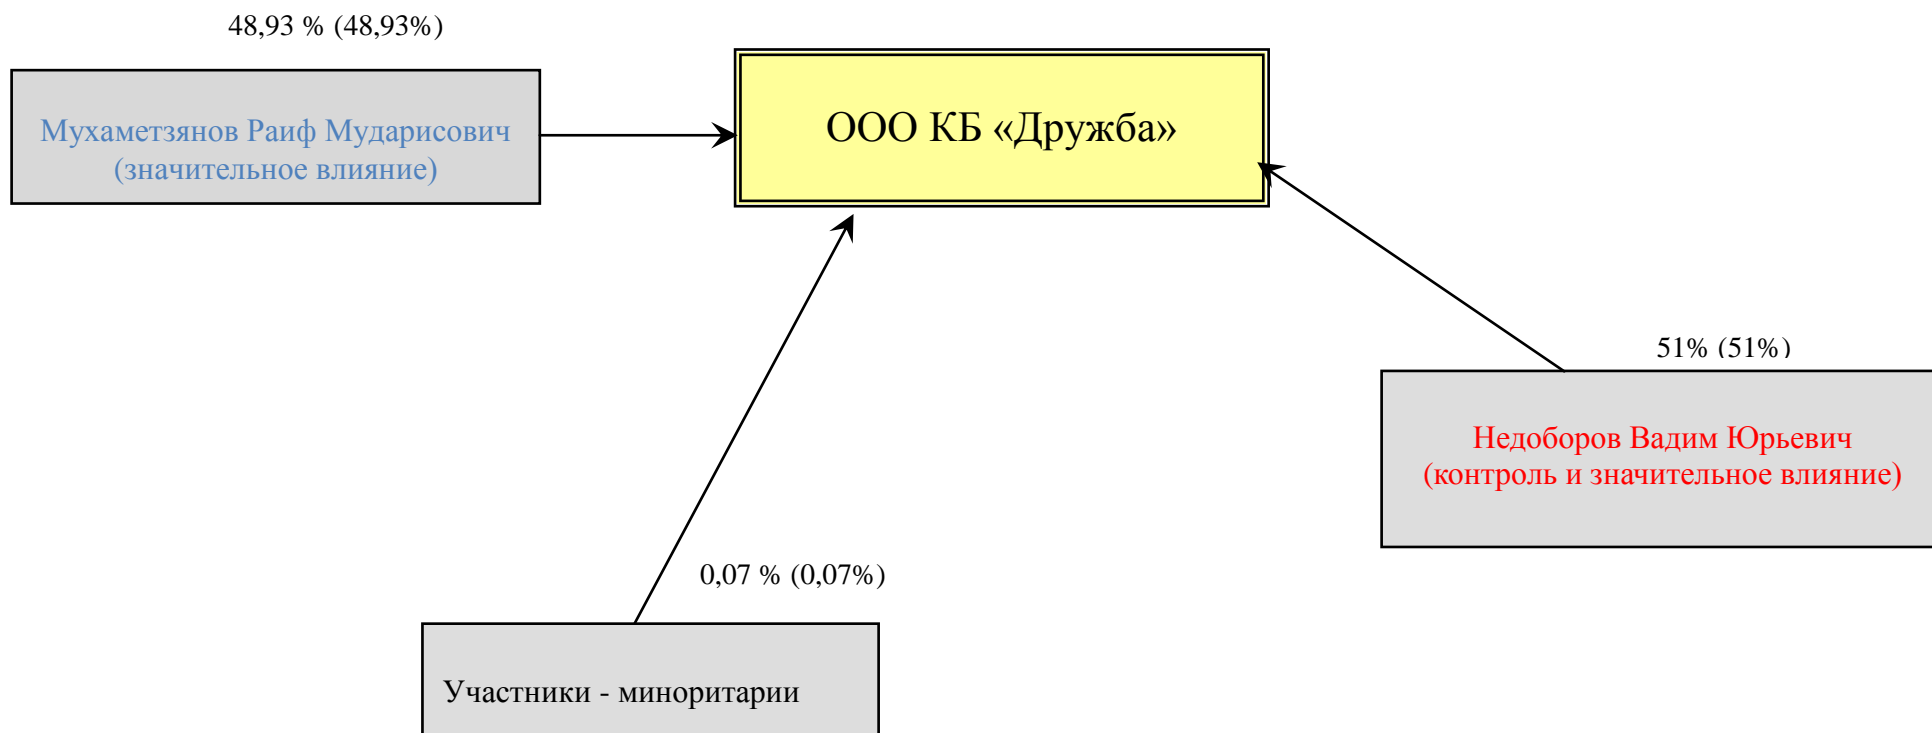 48,93 % (48,93%)
Мухаметзянов Раиф Мударисович
(значительное влияние)
ООО КБ «Дружба»
51% (51%)
Недоборов Вадим Юрьевич
(контроль и значительное влияние)
0,07 % (0,07%)
Участники - миноритарии